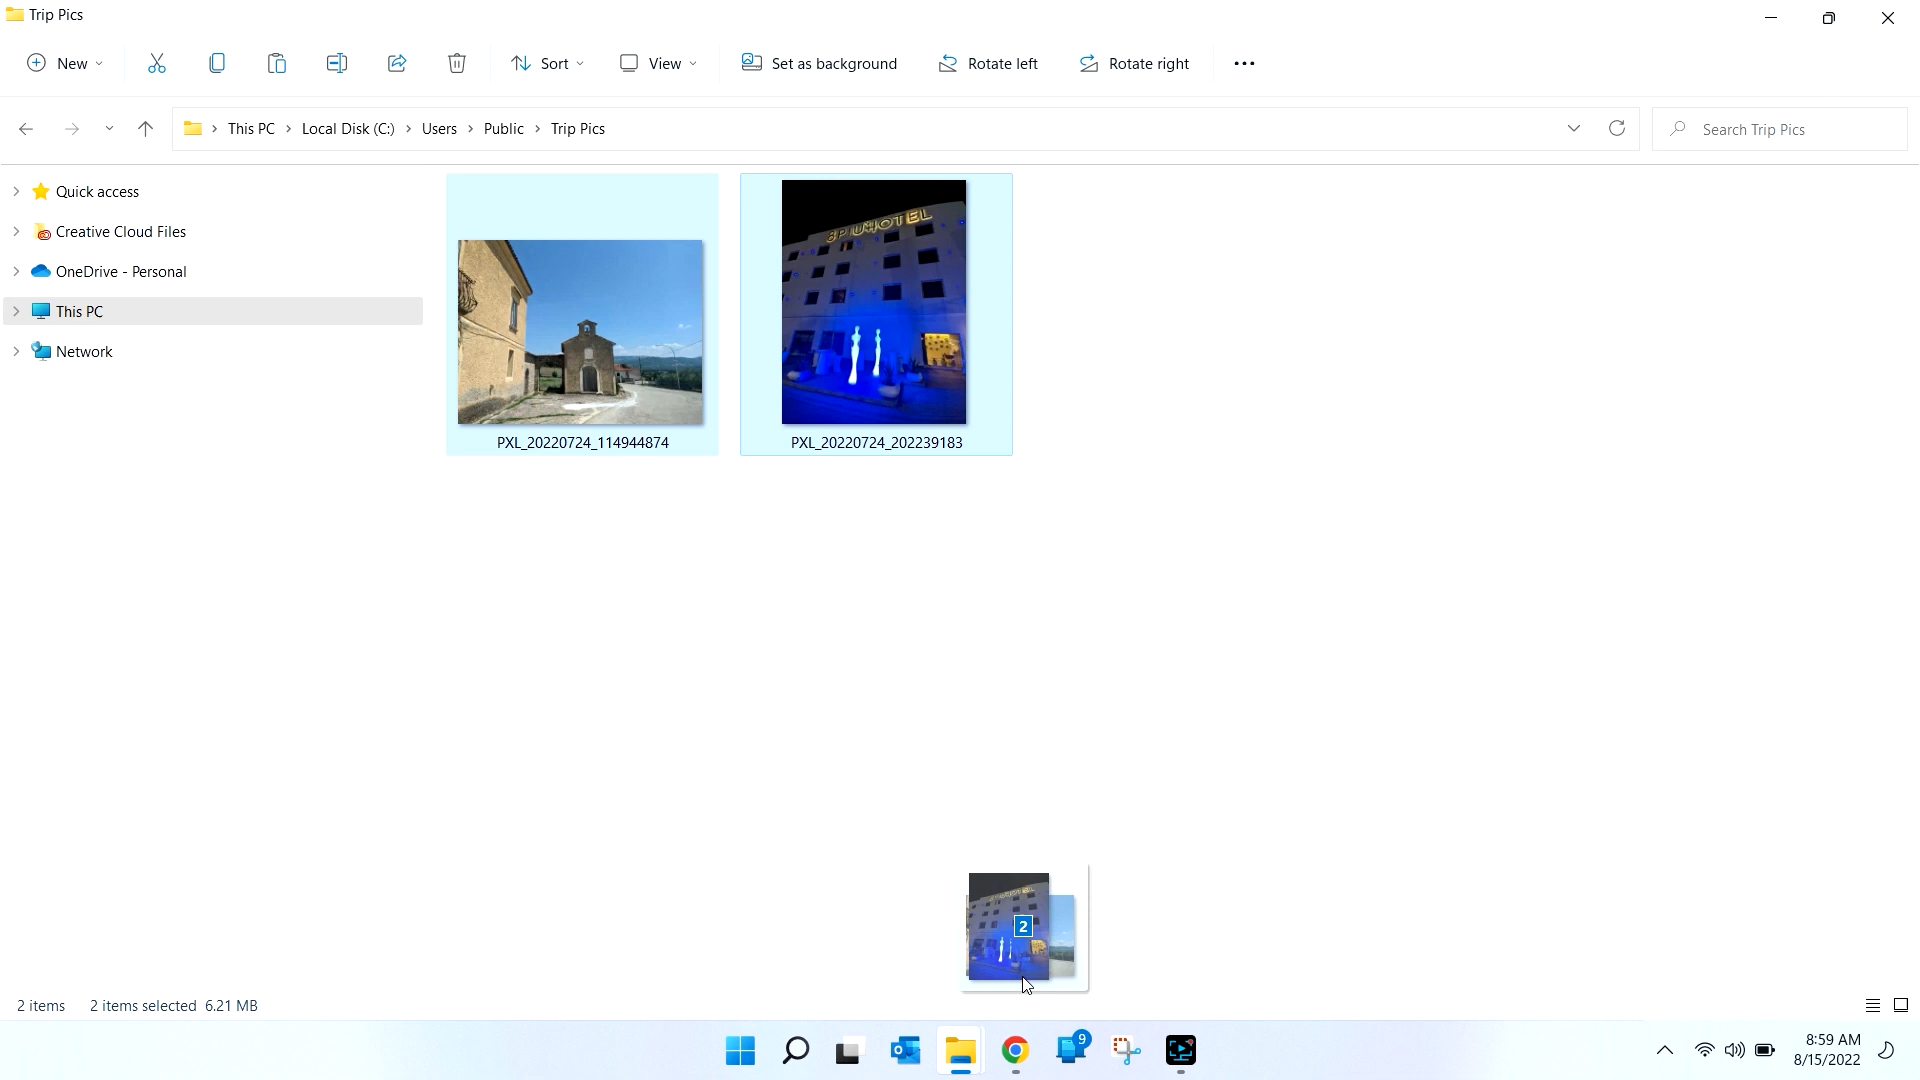 Trip Pics
New
Sort
View
Set as background
Rotate left
Rotate right
This PC
Local Disk (C:)
Users
Public
Trip Pics
Search Trip Pics
Quick access
Creative Cloud Files
OneDrive - Personal
This PC
Network
PXL_20220724_114944874
PXL_20220724_202239183
2
2 items
2 items selected 6.21 MB
9
8:59 AM
8/15/2022